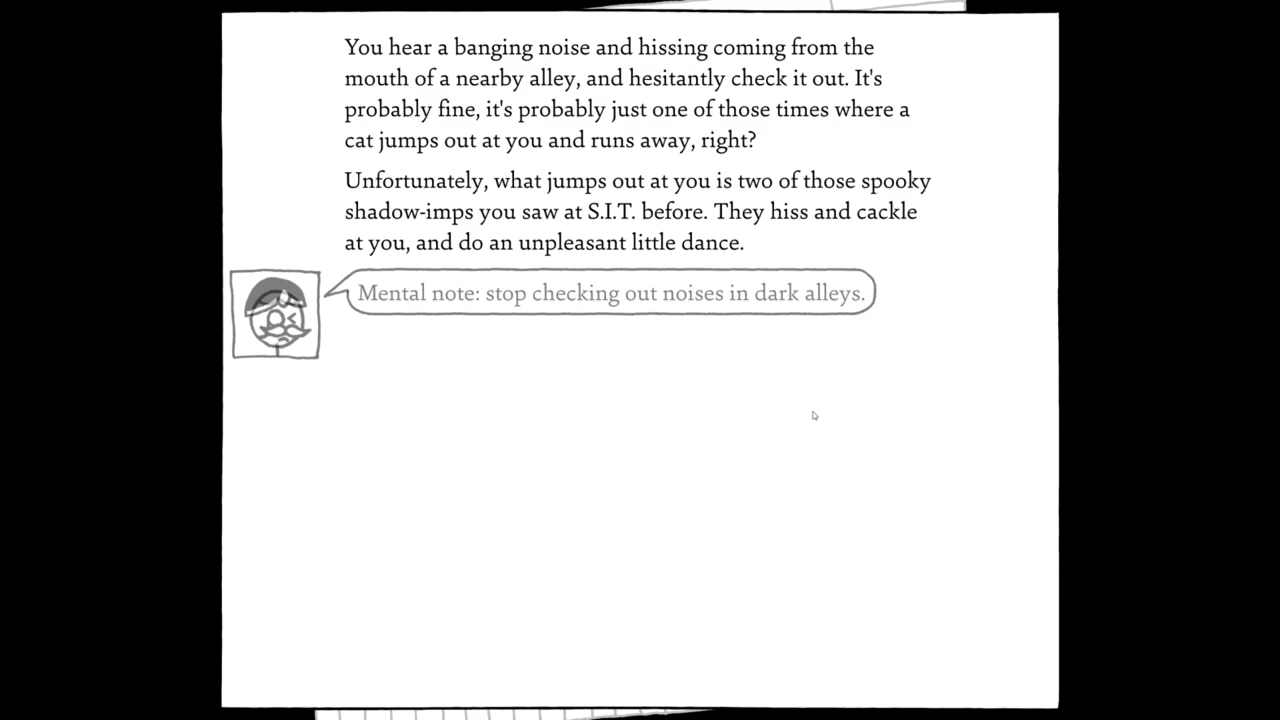 You hear a banging noise and hissing coming from the
mouth of a nearby alley, and hesitantly check it out. It's
probably fine, it's probably just one of those times where a
cat jumps out at you and runs away, right?
Unfortunately, what jumps out at you is two of those spooky
shadow-imps you saw at S.I.T. before. They hiss and cackle
at you, and do an unpleasant little dance.
Mental note: stop checking out noises in dark alleys.